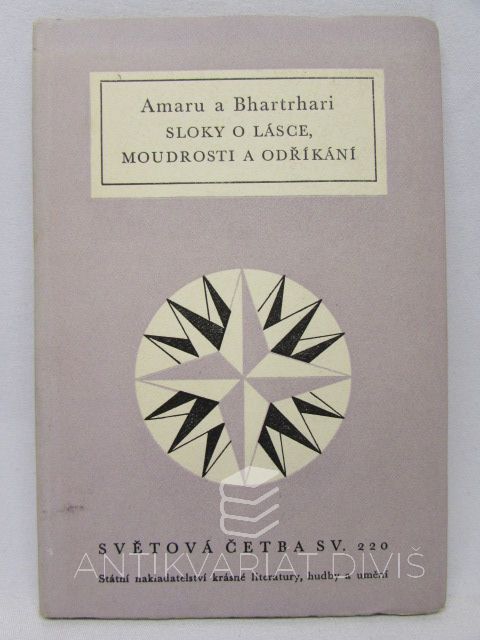 Amaru a Bhartrhari
SLOKY O LÁSCE,
MOUDROSTI A ODŘÍKÁNÍ
SVĚTOVÁ ČETBA SV. 220
ANTIKVARIÁT DIVIŠ
Státní nakladatelství krásné literatury, hudby a umění